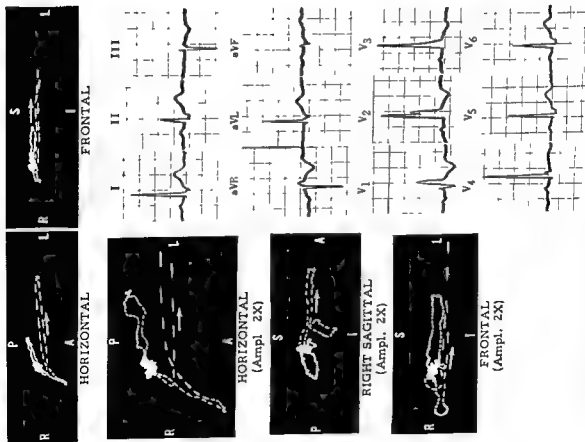 P
R L
A
HORIZONTAL
S
R L
I
FRONTAL
P
R L
A
HORIZONTAL
(Ampl. 2X)
S
P A
I
RIGHT SAGITTAL
(Ampl. 2X)
S
R L
I
FRONTAL
(Ampl. 2X)
I II III
aVR aVL aVF
V1 V2 V3
V4 V5 V6